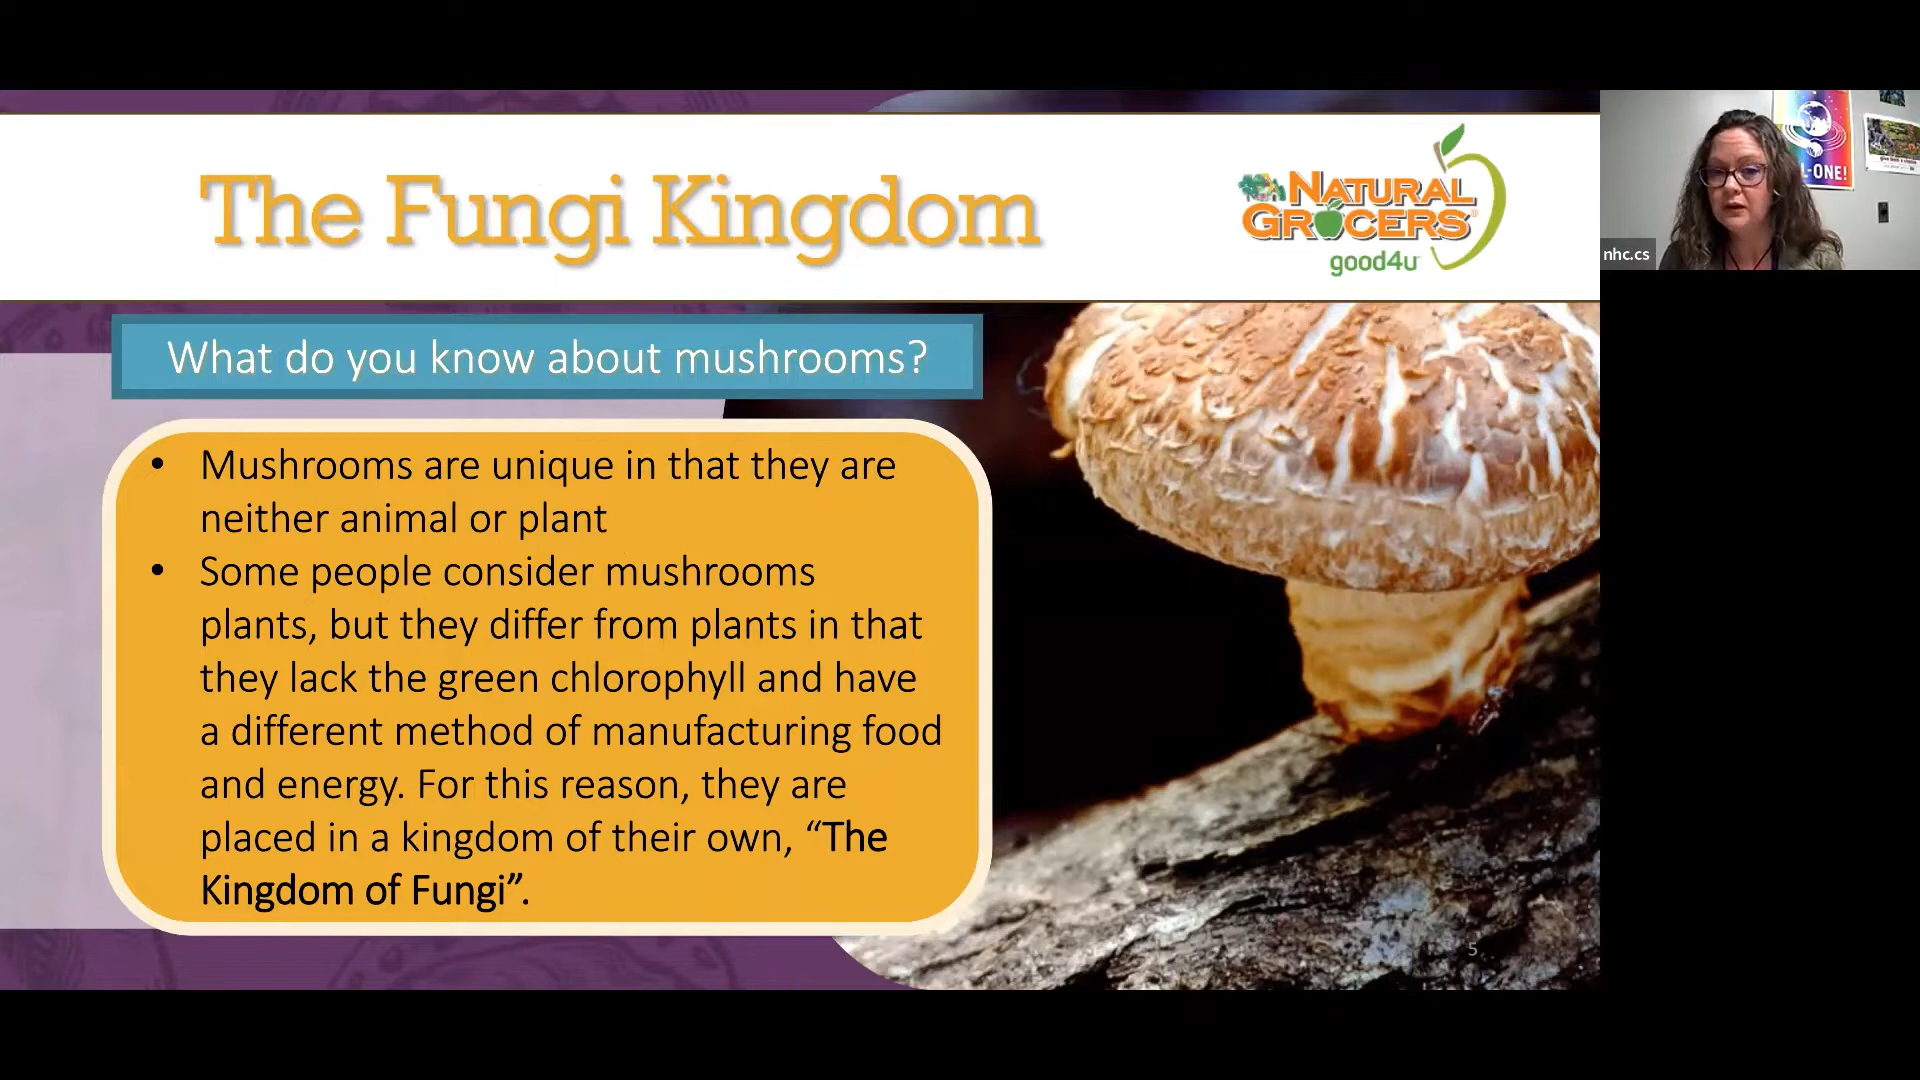 The Fungi Kingdom
NATURAL
GROCERS®
good4u
nhc.cs
L-ONE!
What do you know about mushrooms?
• Mushrooms are unique in that they are
neither animal or plant
• Some people consider mushrooms
plants, but they differ from plants in that
they lack the green chlorophyll and have
a different method of manufacturing food
and energy. For this reason, they are
placed in a kingdom of their own, “The
Kingdom of Fungi”.
5